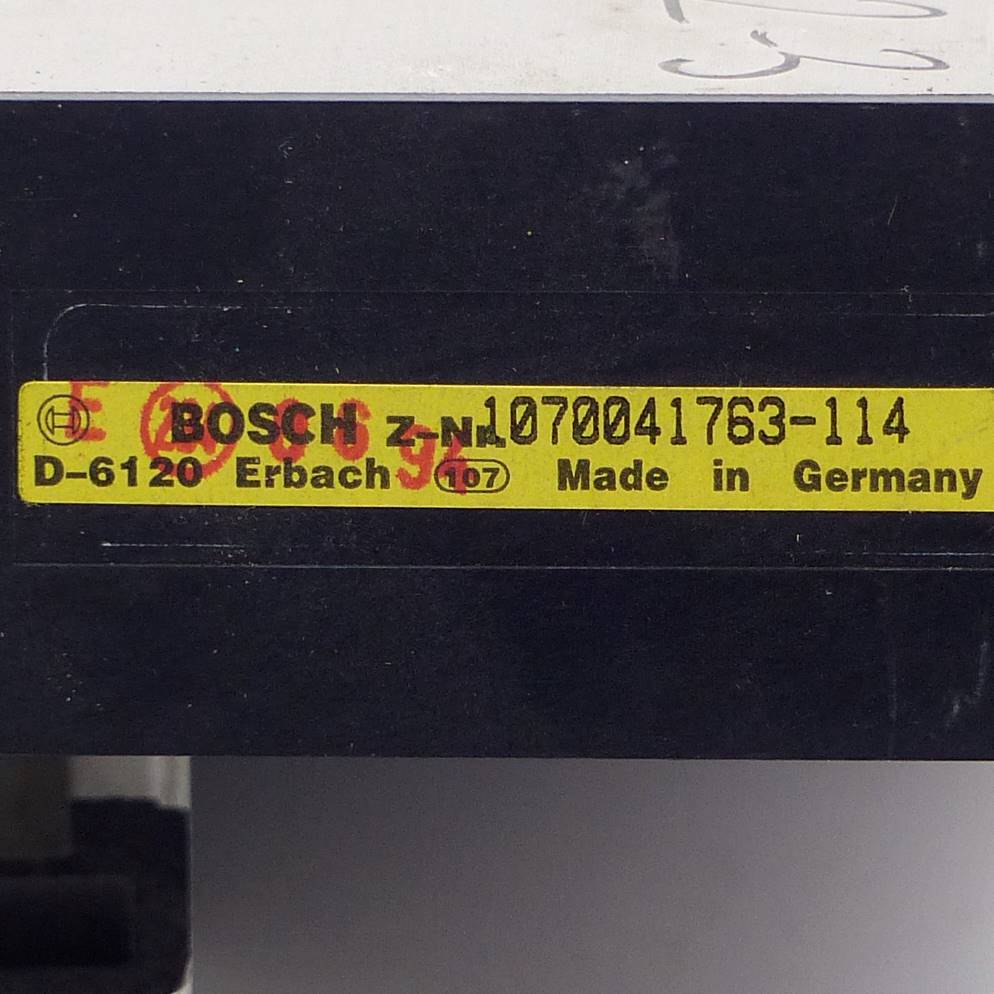 BOSCH Z-Nr. 1070041763-114
D-6120 Erbach 107 Made in Germany